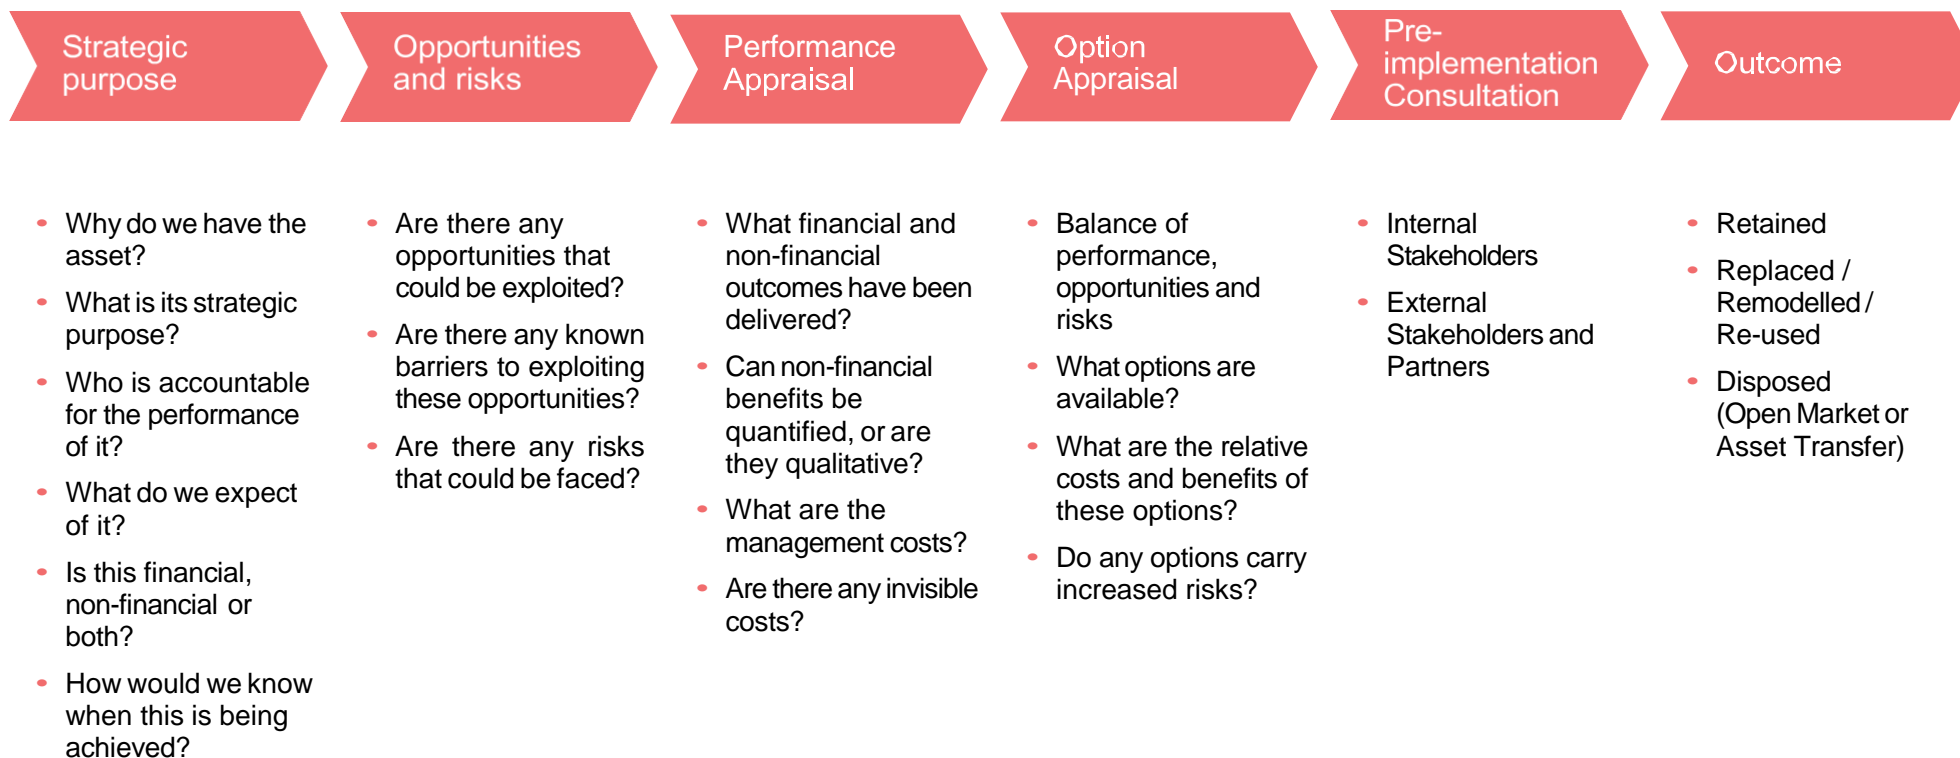 Strategic
purpose
Opportunities
and risks
Performance
Appraisal
Option
Appraisal
Pre-
implementation
Consultation
Outcome
• Why do we have the
asset?
• What is its strategic
purpose?
• Who is accountable
for the performance
of it?
• What do we expect
of it?
• Is this financial,
non-financial or
both?
• How would we know
when this is being
achieved?
• Are there any
opportunities that
could be exploited?
• Are there any known
barriers to exploiting
these opportunities?
• Are there any risks
that could be faced?
• What financial and
non-financial
outcomes have been
delivered?
• Can non-financial
benefits be
quantified, or are
they qualitative?
• What are the
management costs?
• Are there any invisible
costs?
• Balance of
performance,
opportunities and
risks
• What options are
available?
• What are the relative
costs and benefits of
these options?
• Do any options carry
increased risks?
• Internal
Stakeholders
• External
Stakeholders and
Partners
• Retained
• Replaced /
Remodelled /
Re-used
• Disposed
(Open Market or
Asset Transfer)